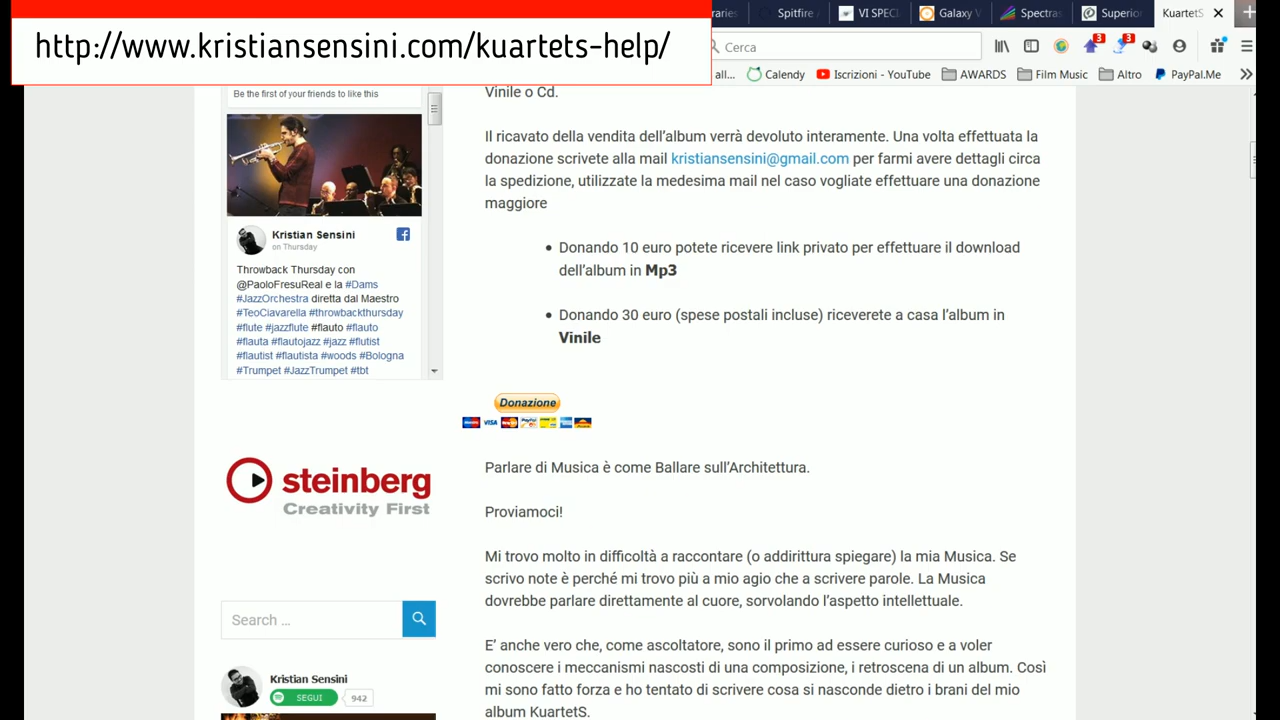 http://www.kristiansensini.com/kuartets-help/
raries
Spitfire
VI SPECI
Galaxy V
Spectras
Superior
KuartetS
Cerca
3
3
all...
Calendy
Iscrizioni - YouTube
AWARDS
Film Music
Altro
PayPal.Me
Be the first of your friends to like this
Kristian Sensini
on Thursday
Throwback Thursday con
@PaoloFresuReal e la #Dams
#JazzOrchestra diretta dal Maestro
#TeoCiavarella #throwbackthursday
#flute #jazzflute #flauto #flauto
#flauta #flautojazz #jazz #flutist
#flautist #flautista #woods #Bologna
#Trumpet #JazzTrumpet #tbt
steinberg
Creativity First
Search ...
Kristian Sensini
SEGUI
942
Vinile o Cd.
Il ricavato della vendita dell'album verrà devoluto interamente. Una volta effettuata la
donazione scrivete alla mail kristiansensini@gmail.com per farmi avere dettagli circa
la spedizione, utilizzate la medesima mail nel caso vogliate effettuare una donazione
maggiore
• Donando 10 euro potete ricevere link privato per effettuare il download
dell'album in Mp3
• Donando 30 euro (spese postali incluse) riceverete a casa l'album in
Vinile
Donazione
VISA
Parlare di Musica è come Ballare sull'Architettura.
Proviamoci!
Mi trovo molto in difficoltà a raccontare (o addirittura spiegare) la mia Musica. Se
scrivo note è perché mi trovo più a mio agio che a scrivere parole. La Musica
dovrebbe parlare direttamente al cuore, sorvolando l'aspetto intellettuale.
E' anche vero che, come ascoltatore, sono il primo ad essere curioso e a voler
conoscere i meccanismi nascosti di una composizione, i retroscena di un album. Così
mi sono fatto forza e ho tentato di scrivere cosa si nasconde dietro i brani del mio
album KuartetS.